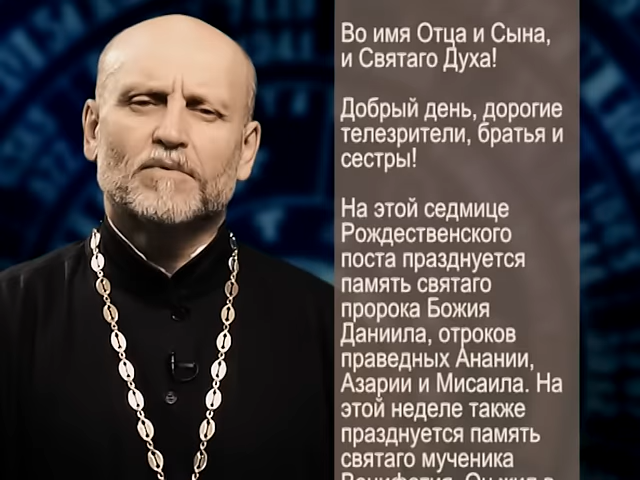 Во имя Отца и Сына,
и Святаго Духа!
Добрый день, дорогие
телезрители, братья и
сестры!
На этой седмице
Рождественского
поста празднуется
память святаго
пророка Божия
Даниила, отроков
праведных Анании,
Азарии и Мисаила. На
этой неделе также
празднуется память
святаго мученика